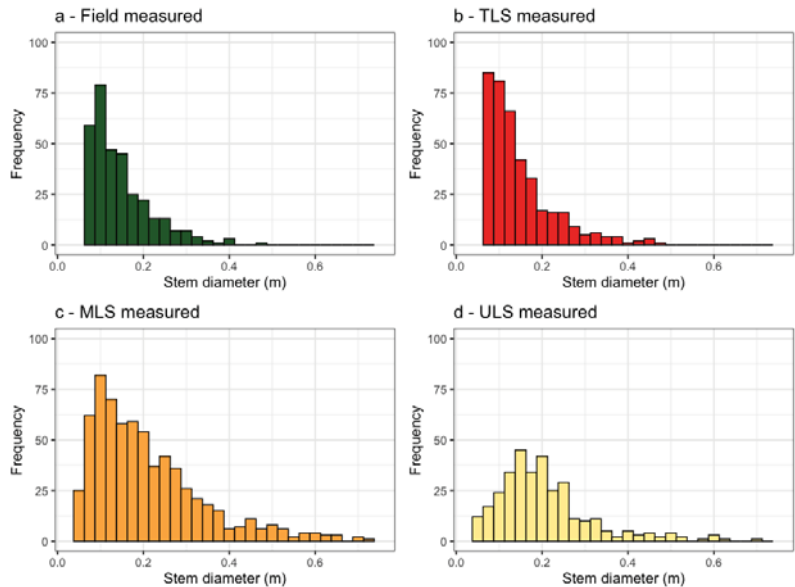 a - Field measured
100
75
50
25
0
Frequency
0.0 0.2 0.4 0.6
Stem diameter (m)
b - TLS measured
100
75
50
25
0
Frequency
0.0 0.2 0.4 0.6
Stem diameter (m)
c - MLS measured
100
75
50
25
0
Frequency
0.0 0.2 0.4 0.6
Stem diameter (m)
d - ULS measured
100
75
50
25
0
Frequency
0.0 0.2 0.4 0.6
Stem diameter (m)